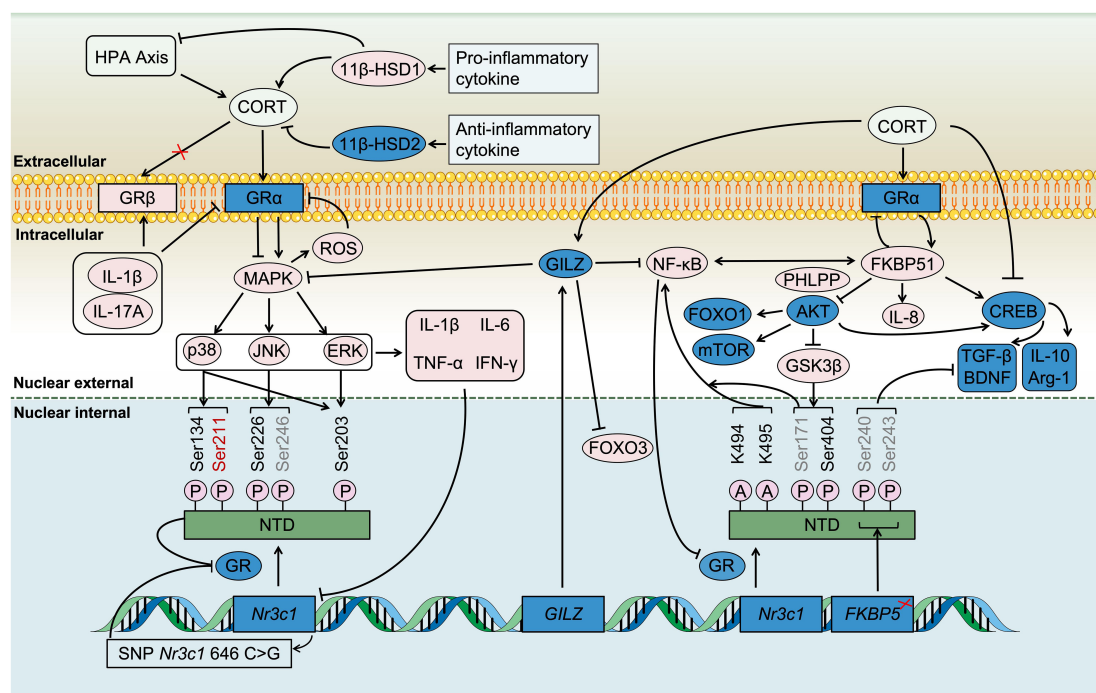 HPA Axis
11β-HSD1
Pro-inflammatory
cytokine
CORT
11β-HSD2
Anti-inflammatory
cytokine
CORT
Extracellular
GRβ
GRα
GRα
Intracellular
ROS
IL-1β
IL-17A
MAPK
GILZ
NF-κB
FKBP51
PHLPP
FOXO1
AKT
IL-8
CREB
mTOR
p38
JNK
ERK
IL-1β IL-6
TNF-α IFN-γ
GSK3β
TGF-β
BDNF
IL-10
Arg-1
Nuclear external
Nuclear internal
Ser134
Ser211
Ser226
Ser246
Ser203
FOXO3
K494
K495
Ser171
Ser404
Ser240
Ser243
P P P P P
A A P P P P
NTD
NTD
GR
GR
Nr3c1
GILZ
Nr3c1
FKBP5
SNP Nr3c1 646 C>G